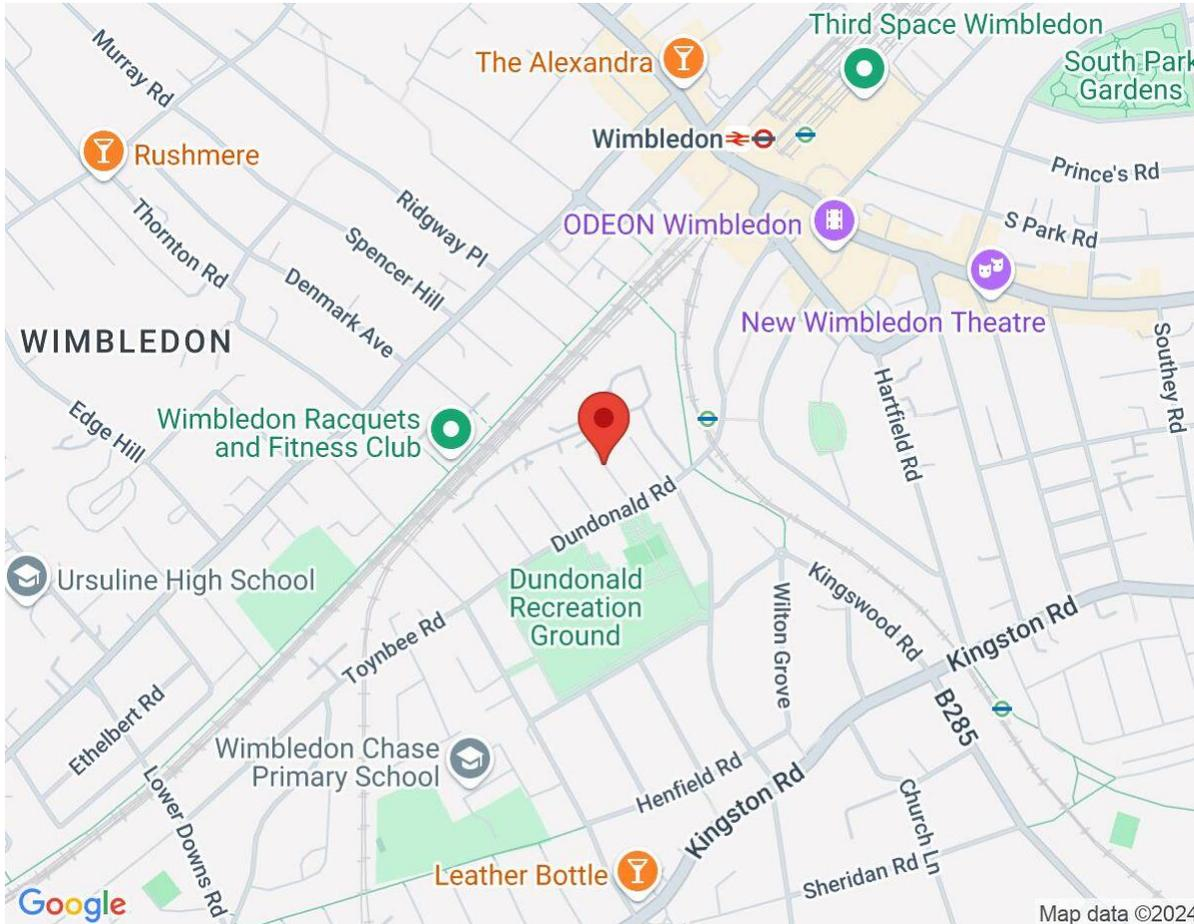 Third Space Wimbledon
Murray Rd
The Alexandra
South Park
Gardens
Wimbledon
Rushmere
Prince's Rd
Ridgway Pl
ODEON Wimbledon
S Park Rd
Thornton Rd
Spencer Hill
Denmark Ave
WIMBLEDON
New Wimbledon Theatre
Southey Rd
Edge Hill
Wimbledon Racquets
and Fitness Club
Hartfield Rd
Dundonald Rd
Ursuline High School
Dundonald
Recreation
Ground
Kingswood Rd
Wilton Grove
Kingston Rd
Toynbee Rd
Ethelbert Rd
B285
Wimbledon Chase
Primary School
Henfield Rd
Lower Downs Rd
Kingston Rd
Church Ln
Leather Bottle
Sheridan Rd
Google
Map data ©2024